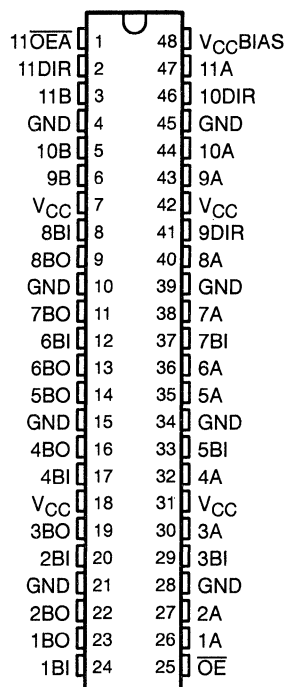 11O̅E̅A̅ 1 48 VCCBIAS
11DIR 2 47 11A
11B 3 46 10DIR
GND 4 45 GND
10B 5 44 10A
9B 6 43 9A
VCC 7 42 VCC
8BI 8 41 9DIR
8BO 9 40 8A
GND 10 39 GND
7BO 11 38 7A
6BI 12 37 7BI
6BO 13 36 6A
5BO 14 35 5A
GND 15 34 GND
4BO 16 33 5BI
4BI 17 32 4A
VCC 18 31 VCC
3BO 19 30 3A
2BI 20 29 3BI
GND 21 28 GND
2BO 22 27 2A
1BO 23 26 1A
1BI 24 25 O̅E̅